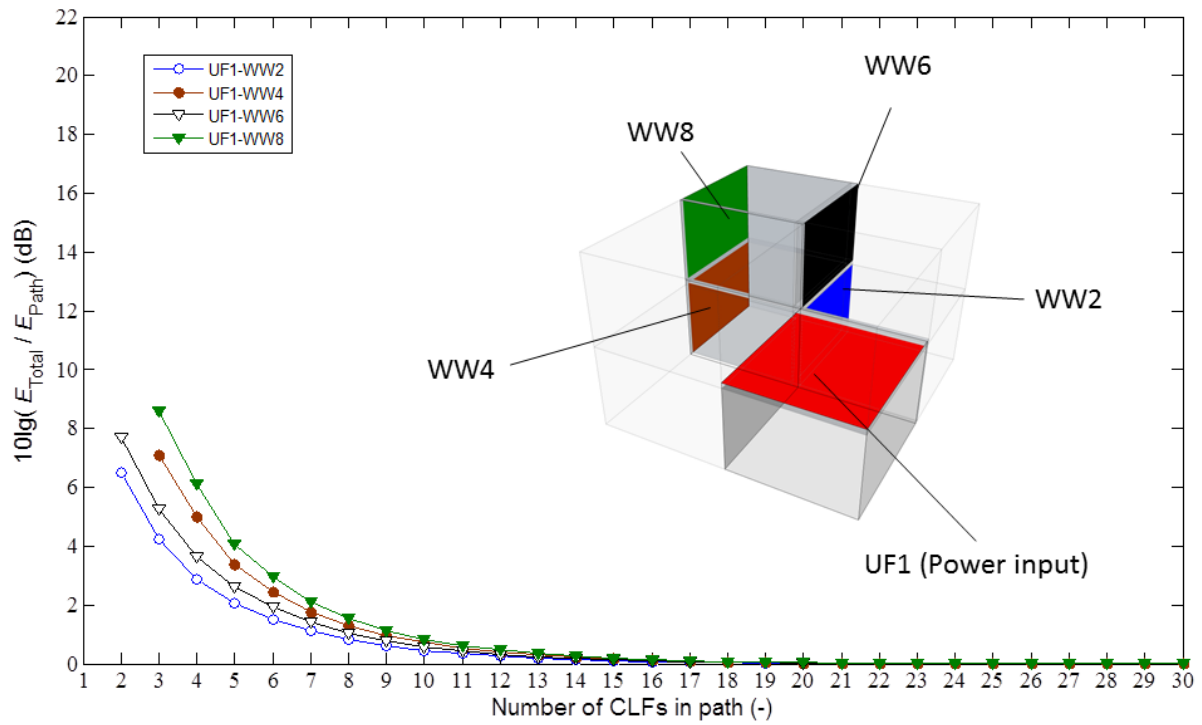 22
20
18
16
14
12
10
8
6
4
2
0
10lg( E_Total / E_Path) (dB)
UF1-WW2
UF1-WW4
UF1-WW6
UF1-WW8
WW6
WW8
WW2
WW4
UF1 (Power input)
1 2 3 4 5 6 7 8 9 10 11 12 13 14 15 16 17 18 19 20 21 22 23 24 25 26 27 28 29 30
Number of CLFs in path (-)